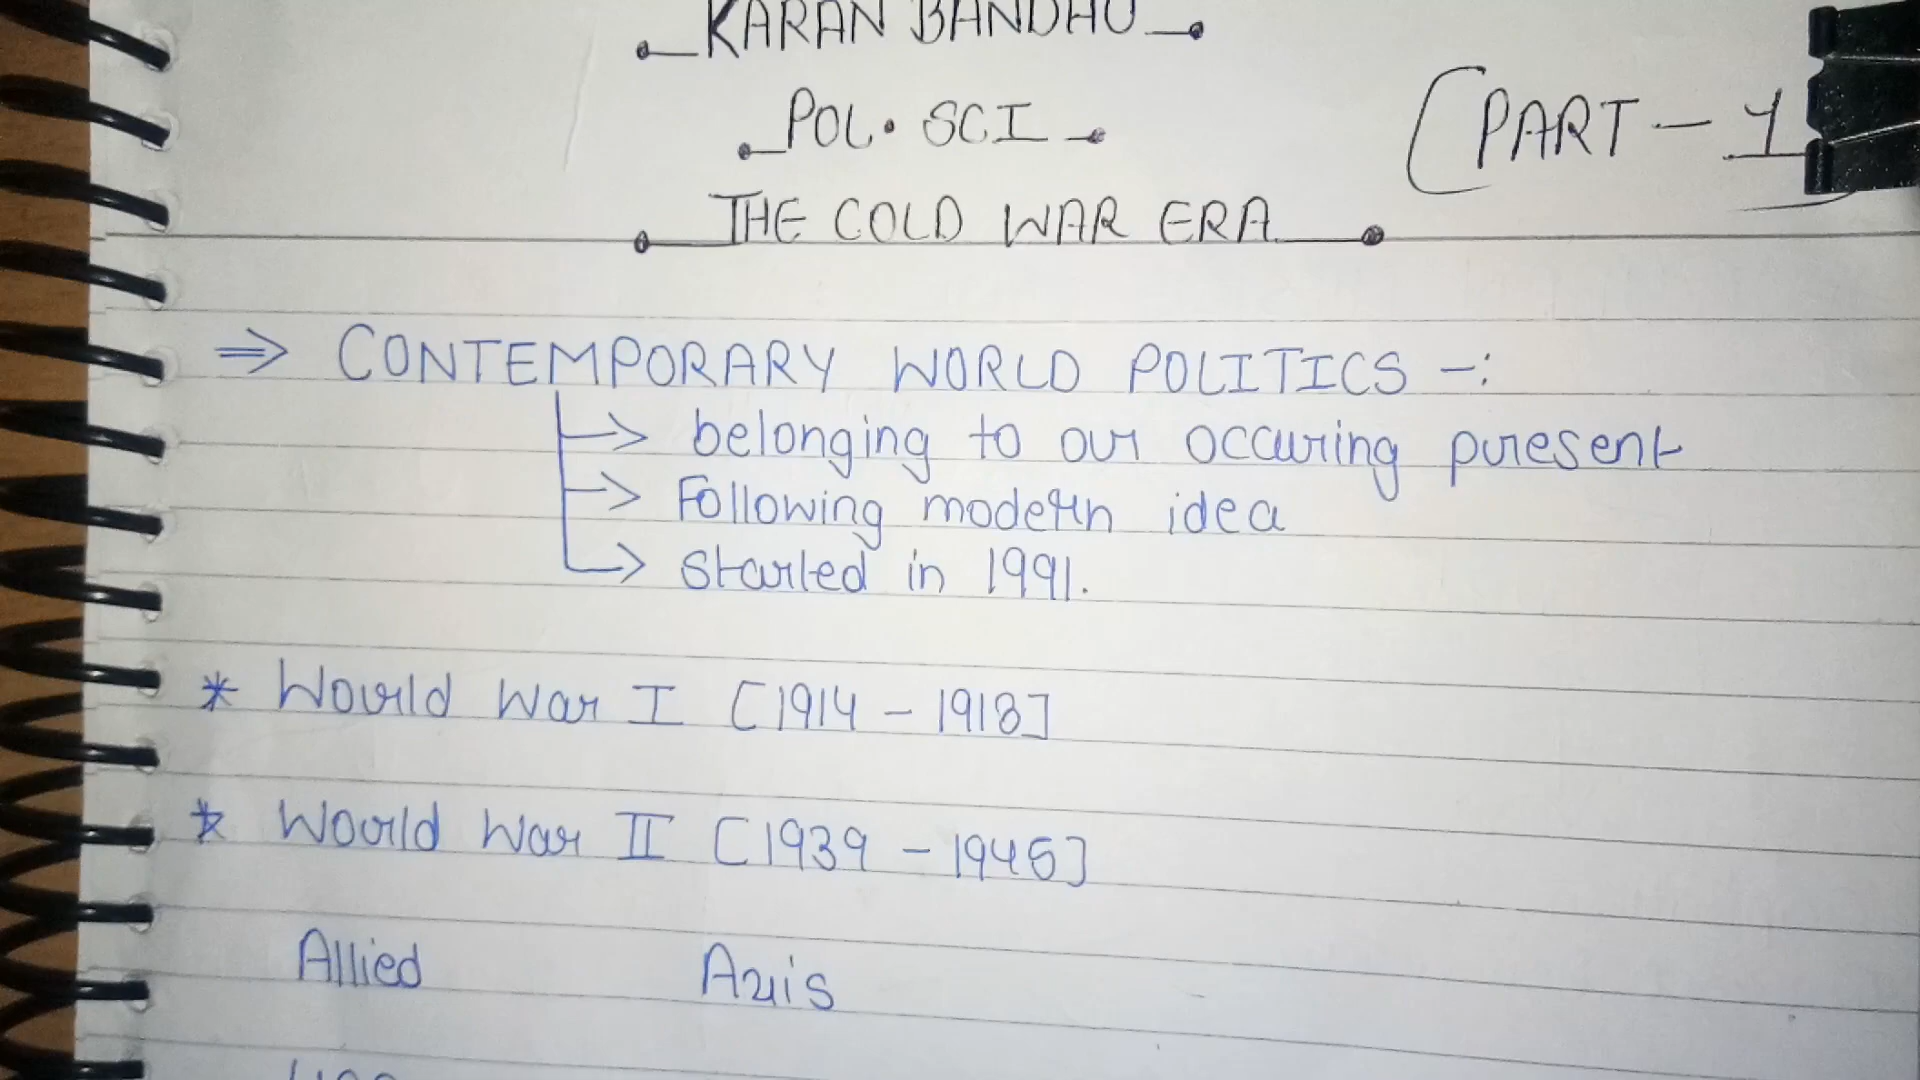 KARAN BANDHU
POL. SCI
(PART - 1
THE COLD WAR ERA
⇒ CONTEMPORARY WORLD POLITICS -:
→ belonging to our occuring present
→ Following modern idea
→ started in 1991.
* World War I [1914 - 1918]
* World War II [1939 - 1945]
Allied Axis